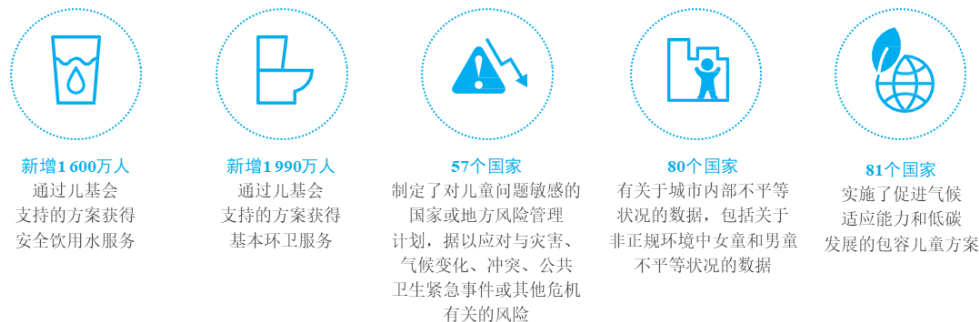 新增1 600万人
通过儿基会
支持的方案获得
安全饮用水服务
新增1 990万人
通过儿基会
支持的方案获得
基本环卫服务
57个国家
制定了对儿童问题敏感的
国家或地方风险管理
计划，据以应对与灾害、
气候变化、冲突、公共
卫生紧急事件或其他危机
有关的风险
80个国家
有关于城市内部不平等
状况的数据，包括关于
非正规环境中女童和男童
不平等状况的数据
81个国家
实施了促进气候
适应能力和低碳
发展的包容儿童方案